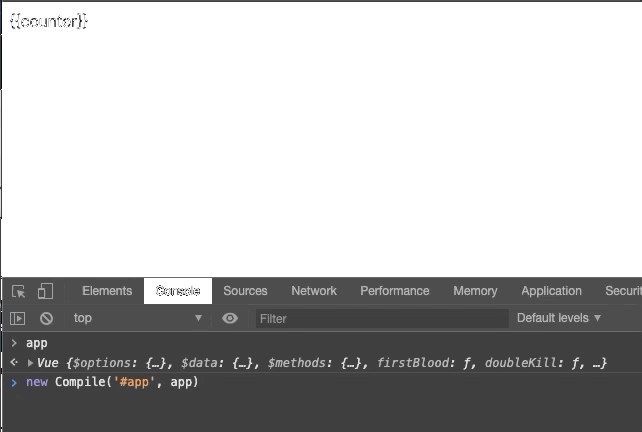 {{counter}}
Elements Console Sources Network Performance Memory Application Securit
top Filter Default levels
> app
Vue {$options: {…}, $data: {…}, $methods: {…}, firstBlood: ƒ, doubleKill: ƒ, …}
> new Compile('#app', app)